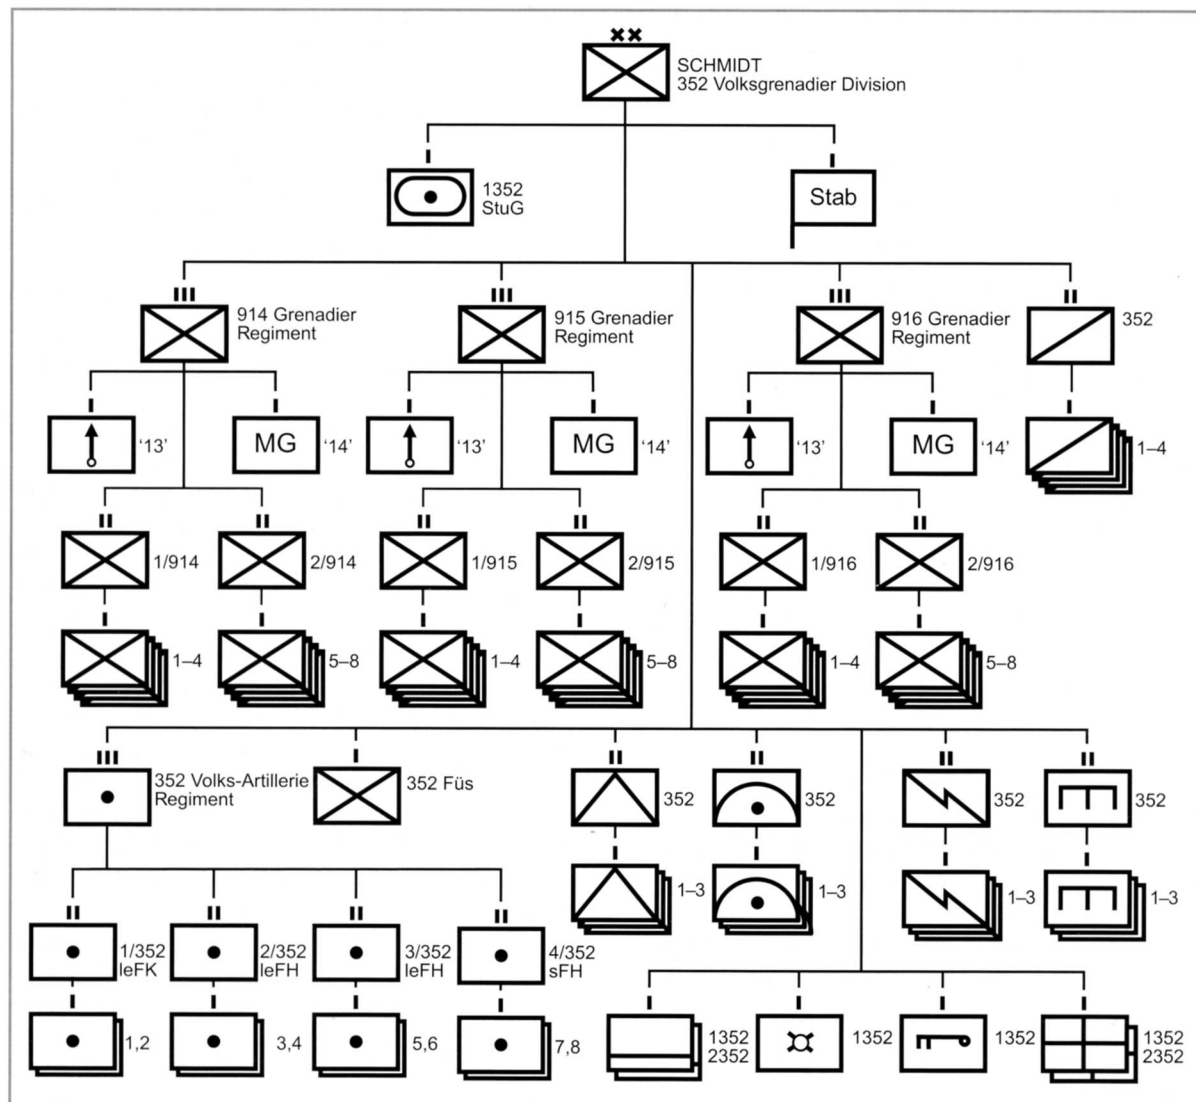 SCHMIDT
352 Volksgrenadier Division
1352
StuG
Stab
914 Grenadier
Regiment
915 Grenadier
Regiment
916 Grenadier
Regiment
352
‘13’
MG
‘14’
‘13’
MG
‘14’
‘13’
MG
‘14’
1–4
1/914
2/914
1/915
2/915
1/916
2/916
1–4
5–8
1–4
5–8
1–4
5–8
352 Volks-Artillerie
Regiment
352 Füs
352
352
352
352
1–3
1–3
1–3
1–3
1/352
leFK
2/352
leFH
3/352
leFH
4/352
sFH
1,2
3,4
5,6
7,8
1352
2352
1352
1352
1352
2352